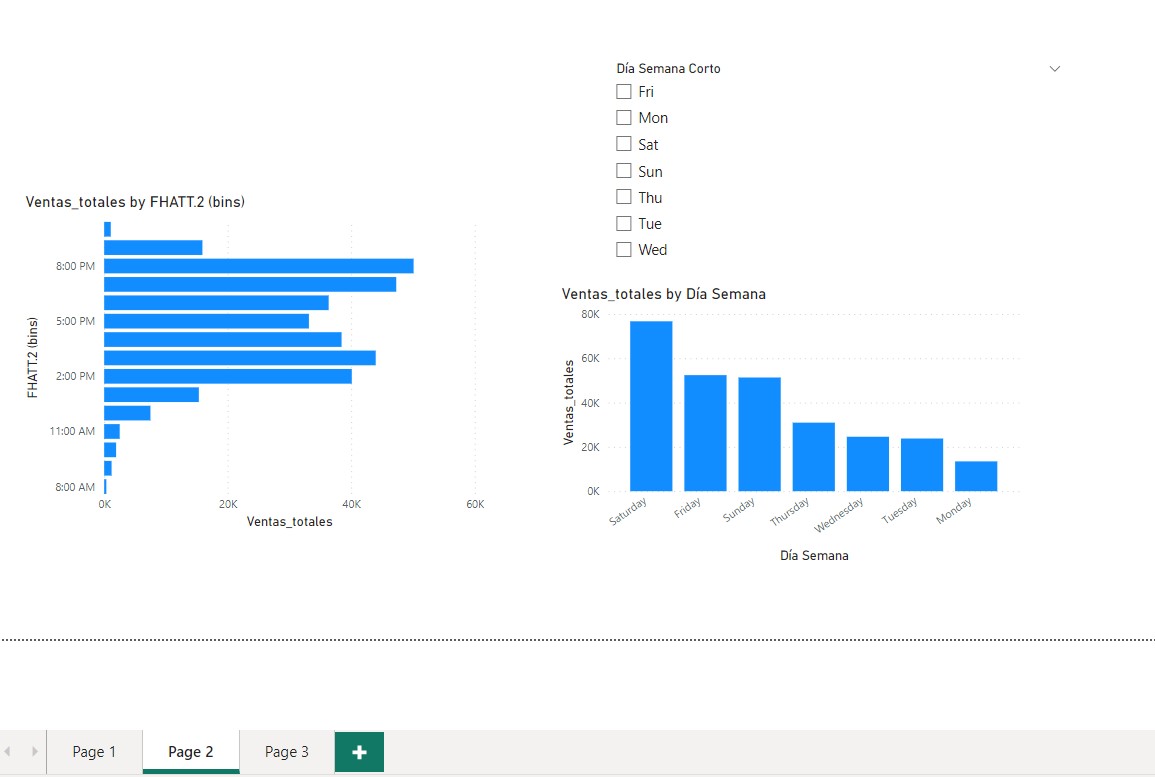 Día Semana Corto
Fri
Mon
Sat
Sun
Thu
Tue
Wed
Ventas_totales by FHATT.2 (bins)
FHATT.2 (bins)
8:00 PM
5:00 PM
2:00 PM
11:00 AM
8:00 AM
0K 20K 40K 60K
Ventas_totales
Ventas_totales by Día Semana
Ventas_totales
80K
60K
40K
20K
0K
Saturday Friday Sunday Thursday Wednesday Tuesday Monday
Día Semana
Page 1 Page 2 Page 3